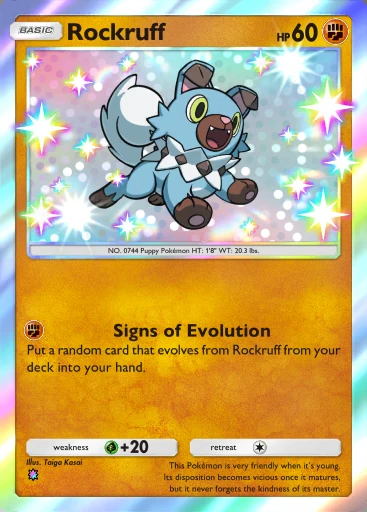 BASIC
Rockruff
HP 60
NO. 0744 Puppy Pokémon HT: 1'8" WT: 20.3 lbs.
Signs of Evolution
Put a random card that evolves from Rockruff from your
deck into your hand.
weakness +20 retreat
Illus. Taiga Kasai
This Pokémon is very friendly when it's young.
Its disposition becomes vicious once it matures,
but it never forgets the kindness of its master.